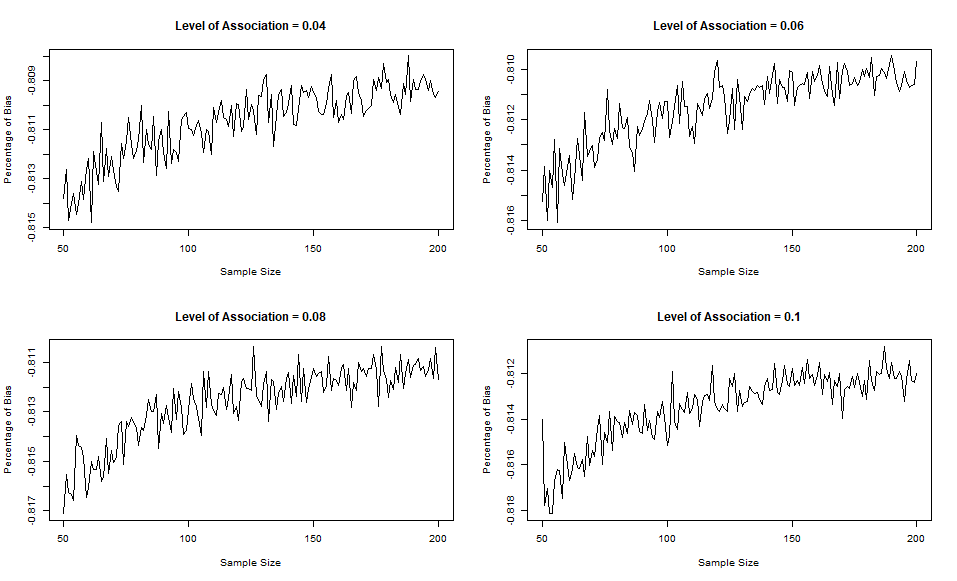 Level of Association = 0.04
Percentage of Bias
-0.809
-0.811
-0.813
-0.815
50
100
150
200
Sample Size
Level of Association = 0.06
Percentage of Bias
-0.810
-0.812
-0.814
-0.816
50
100
150
200
Sample Size
Level of Association = 0.08
Percentage of Bias
-0.811
-0.813
-0.815
-0.817
50
100
150
200
Sample Size
Level of Association = 0.1
Percentage of Bias
-0.812
-0.814
-0.816
-0.818
50
100
150
200
Sample Size